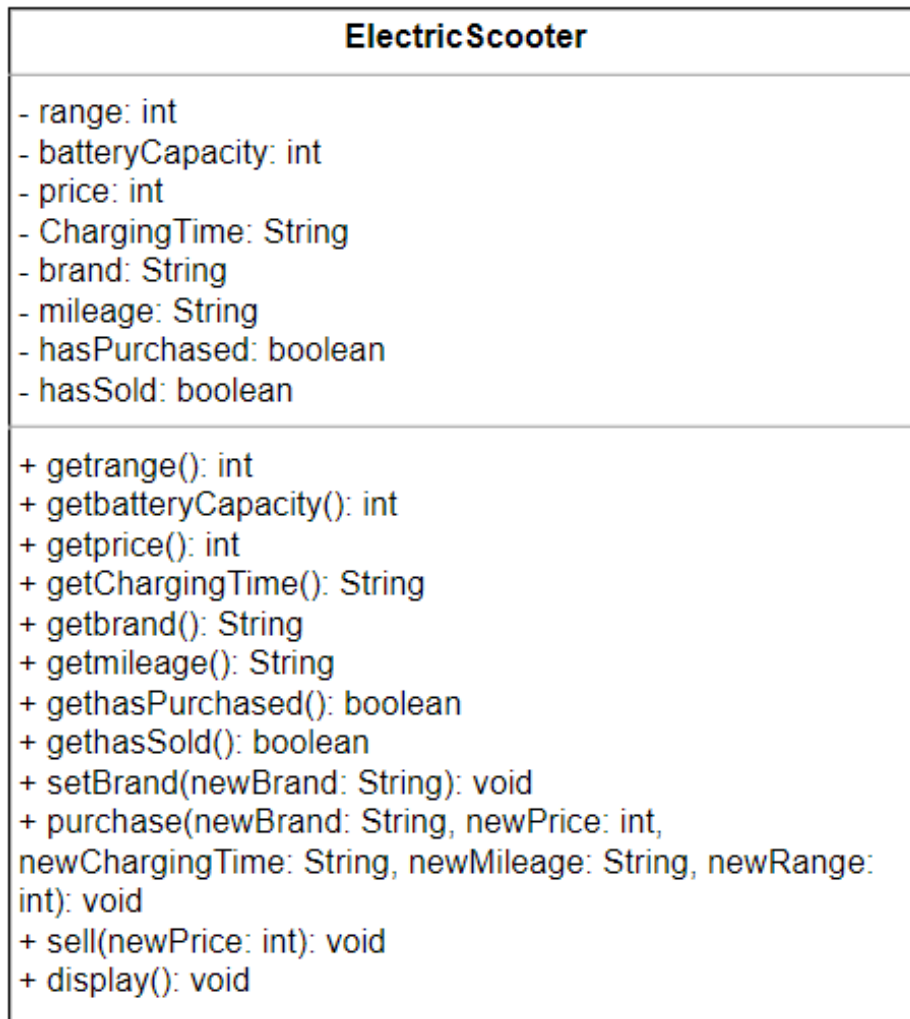 ElectricScooter
- range: int
- batteryCapacity: int
- price: int
- ChargingTime: String
- brand: String
- mileage: String
- hasPurchased: boolean
- hasSold: boolean
+ getrange(): int
+ getbatteryCapacity(): int
+ getprice(): int
+ getChargingTime(): String
+ getbrand(): String
+ getmileage(): String
+ gethasPurchased(): boolean
+ gethasSold(): boolean
+ setBrand(newBrand: String): void
+ purchase(newBrand: String, newPrice: int,
newChargingTime: String, newMileage: String, newRange:
int): void
+ sell(newPrice: int): void
+ display(): void